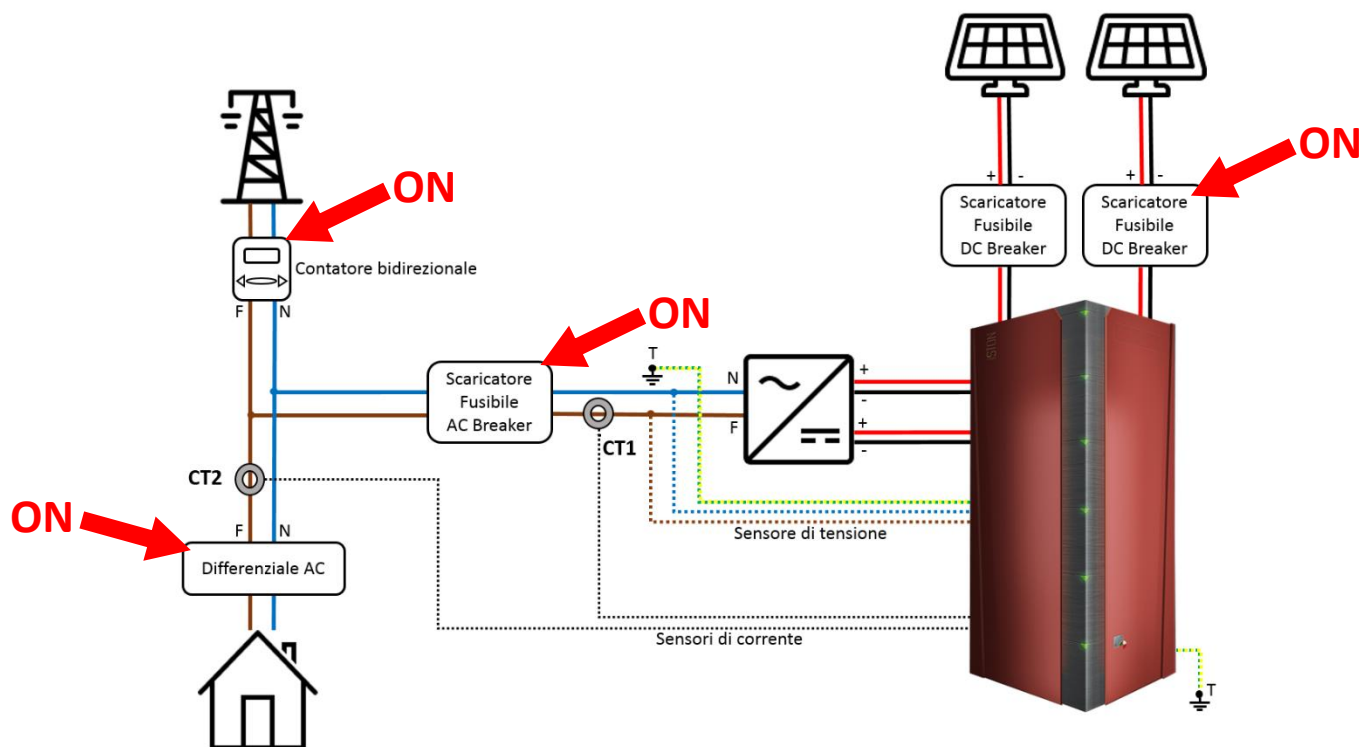 ON
ON
+ -
+ -
Scaricatore
Fusibile
DC Breaker
Scaricatore
Fusibile
DC Breaker
Contatore bidirezionale
F N
ON
T
Scaricatore
Fusibile
AC Breaker
N
F
+
-
+
-
CT1
CT2
ON
F N
Sensore di tensione
Differenziale AC
Sensori di corrente
T